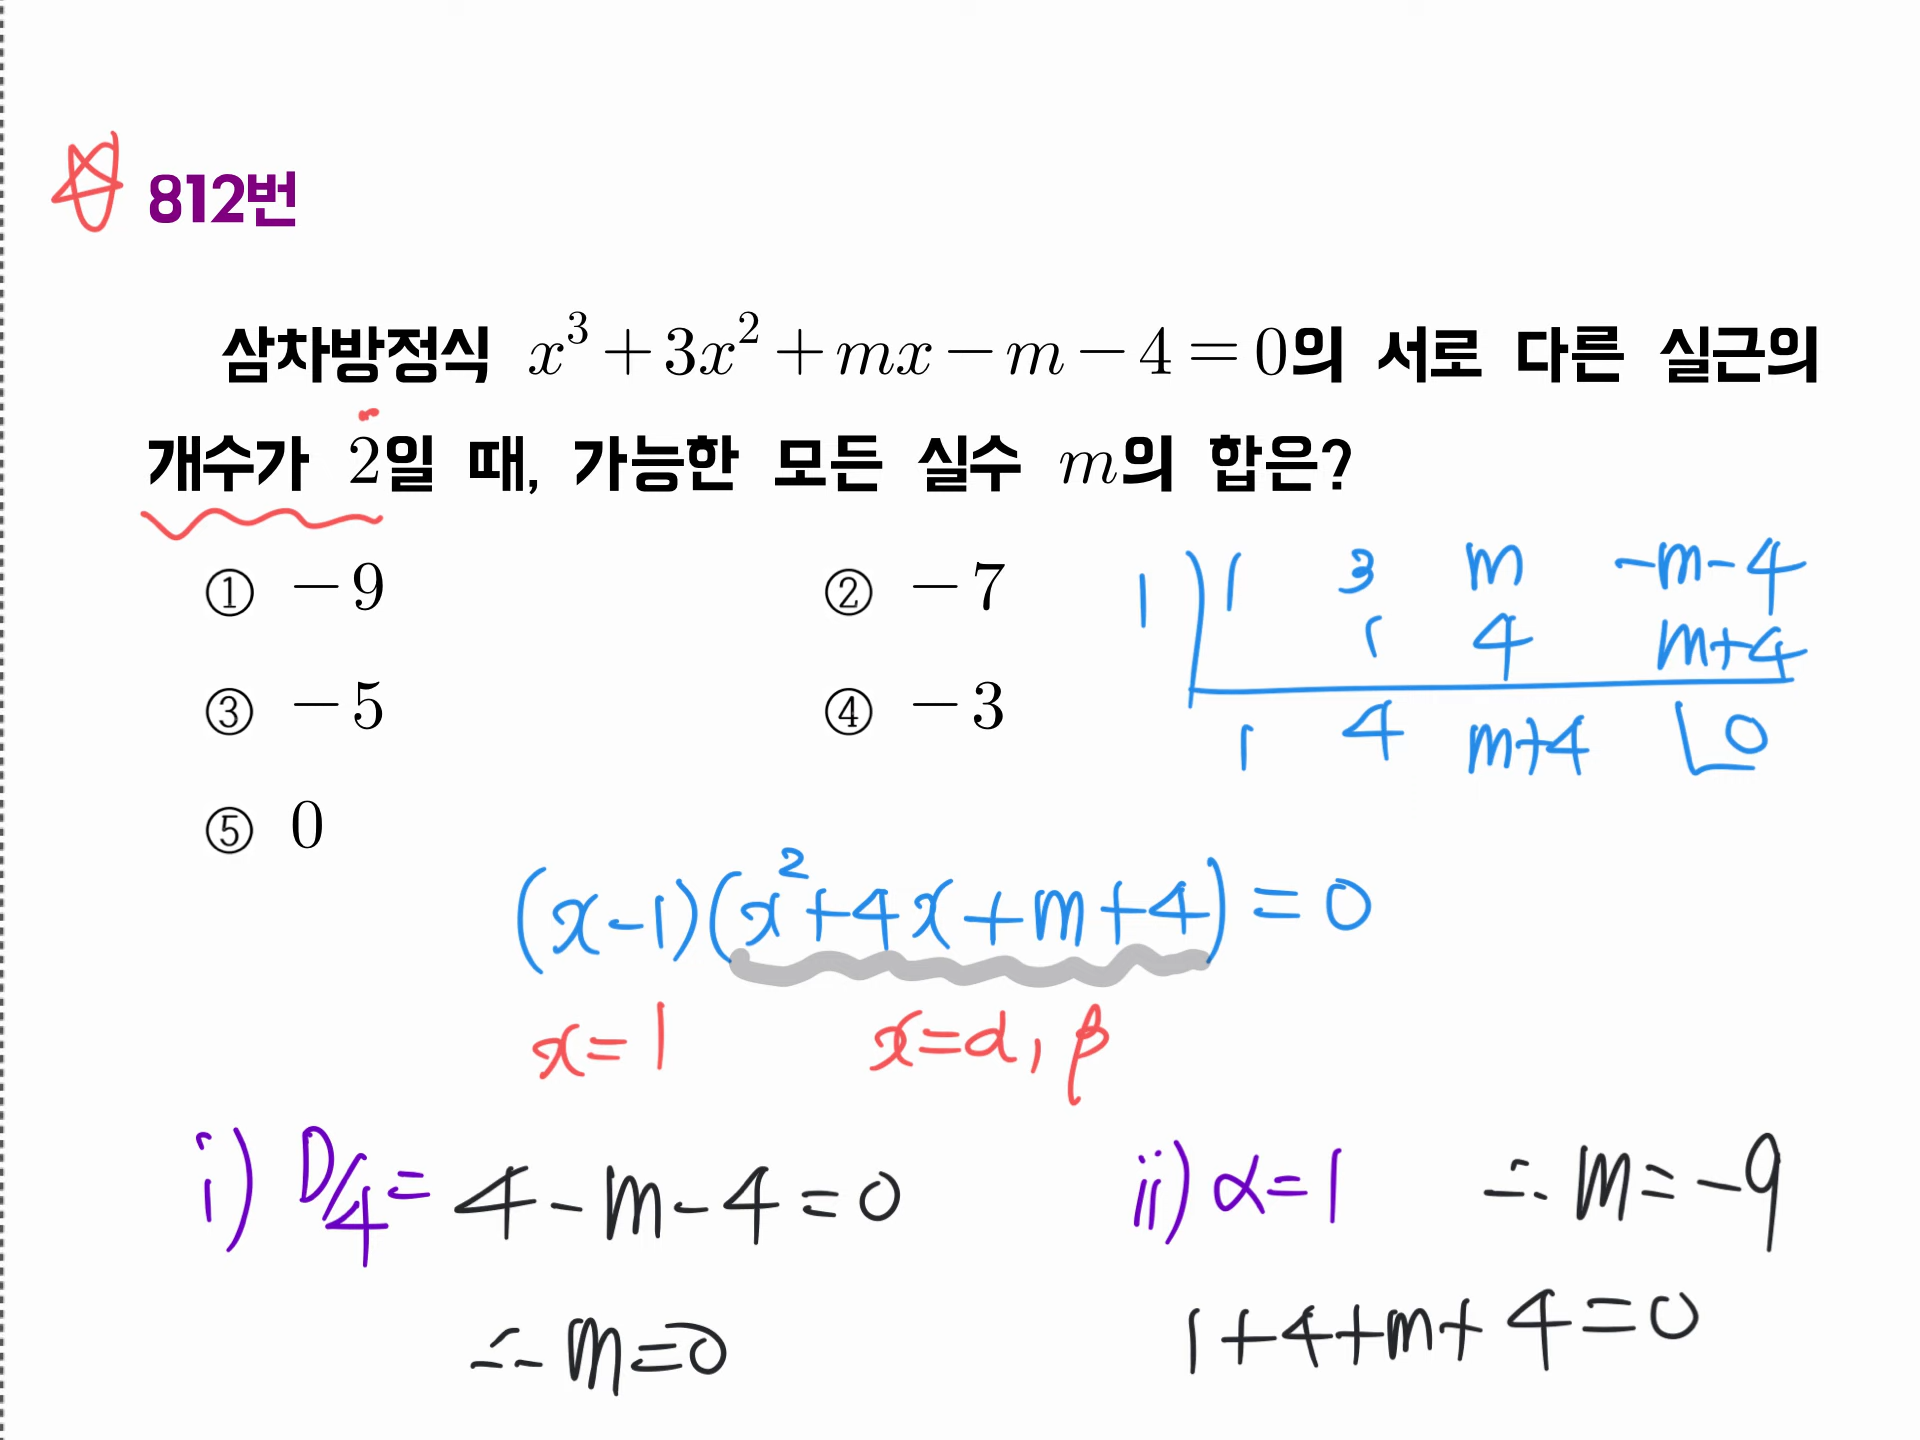 812번
삼차방정식 x³+3x²+mx-m-4=0의 서로 다른 실근의
개수가 2일 때, 가능한 모든 실수 m의 합은?
① -9
② -7
③ -5
④ -3
⑤ 0
1 ) 1 3 m -m-4
1 4 m+4
1 4 m+4 0
(x-1)(x²+4x+m+4)=0
x=1 x=α, β
i) D/4= 4-m-4=0
∴ m=0
ii) α=1 ∴ m=-9
1+4+m+4=0